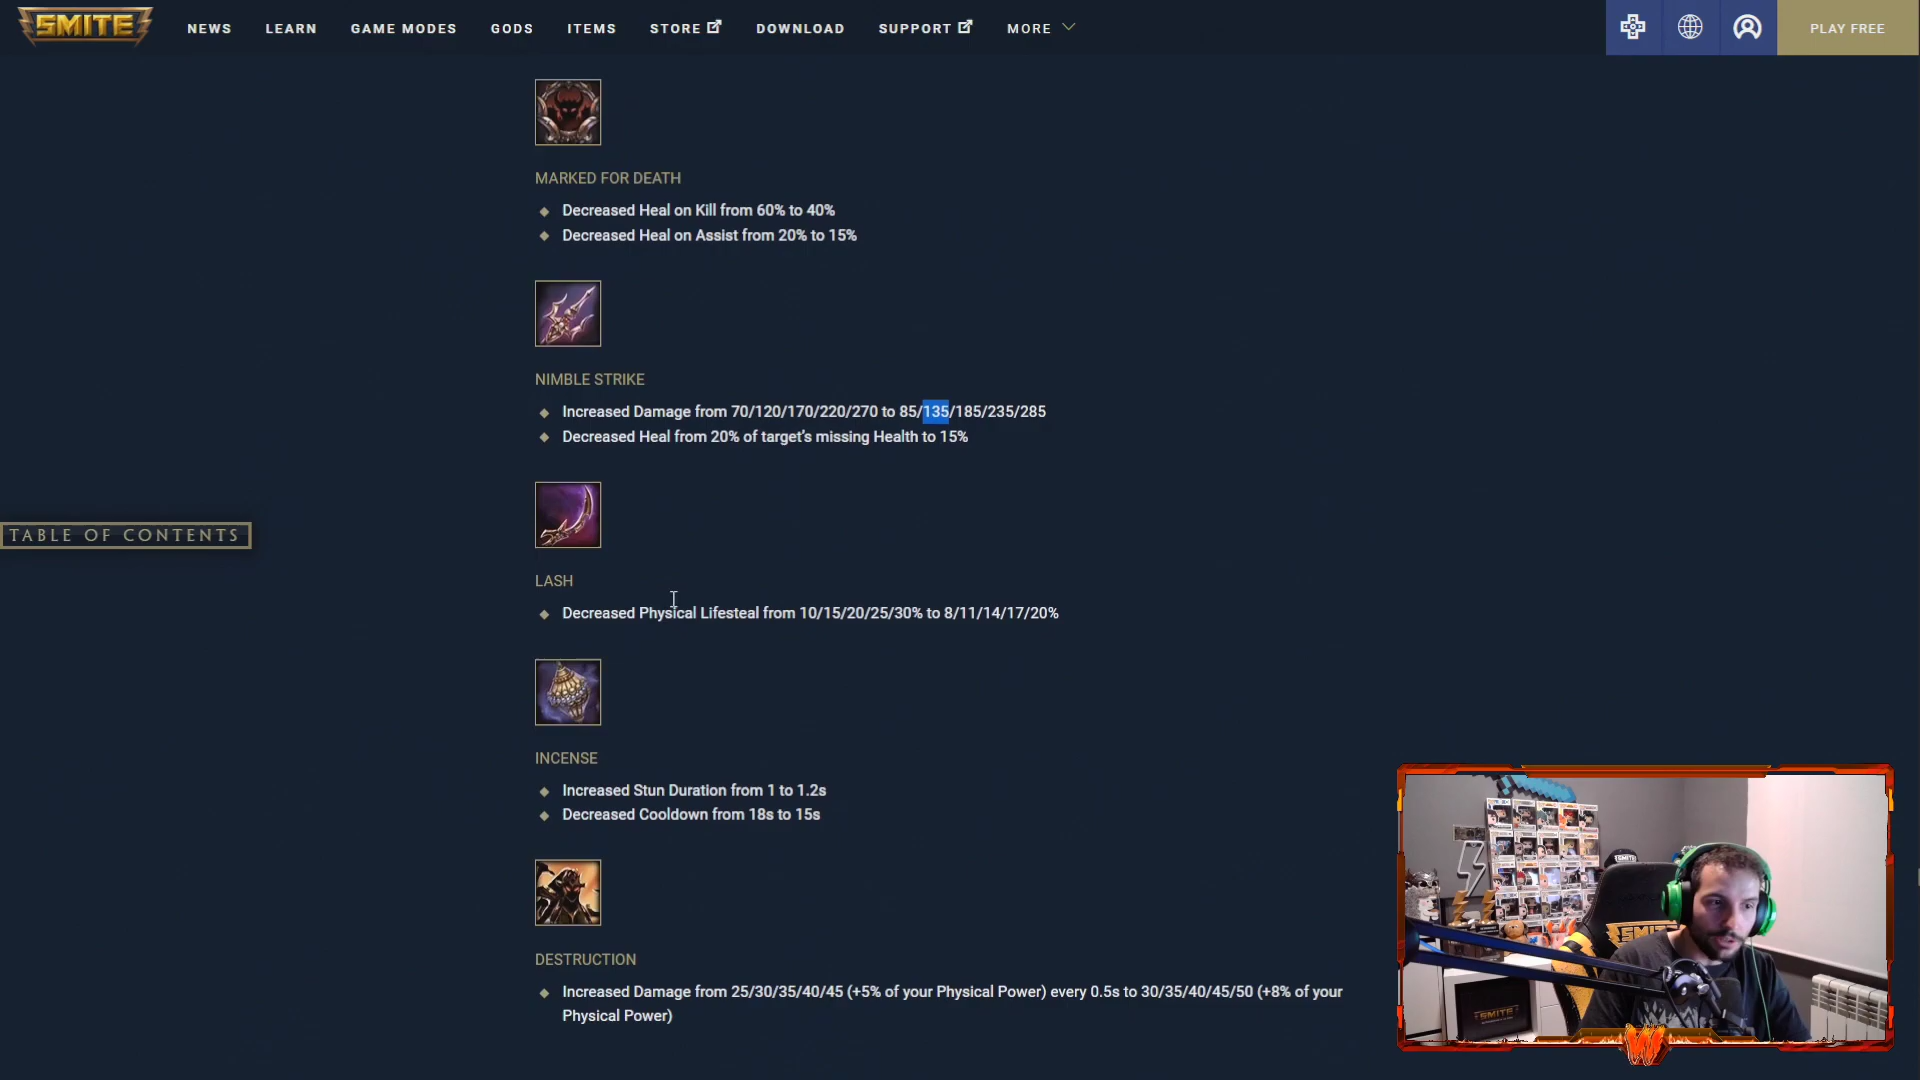 SMITE
NEWS LEARN GAME MODES GODS ITEMS STORE DOWNLOAD SUPPORT MORE PLAY FREE
MARKED FOR DEATH
Decreased Heal on Kill from 60% to 40%
Decreased Heal on Assist from 20% to 15%
NIMBLE STRIKE
Increased Damage from 70/120/170/220/270 to 85/135/185/235/285
Decreased Heal from 20% of target's missing Health to 15%
TABLE OF CONTENTS
LASH
Decreased Physical Lifesteal from 10/15/20/25/30% to 8/11/14/17/20%
INCENSE
Increased Stun Duration from 1 to 1.2s
Decreased Cooldown from 18s to 15s
DESTRUCTION
Increased Damage from 25/30/35/40/45 (+5% of your Physical Power) every 0.5s to 30/35/40/45/50 (+8% of your
Physical Power)
SMITE
SMITE
SMITE